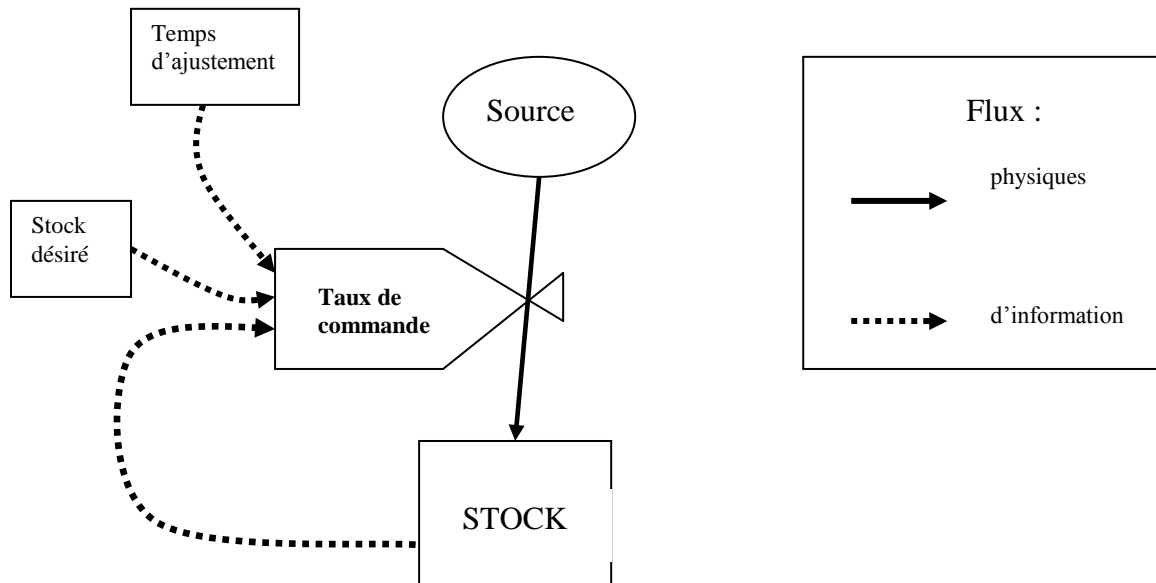 Temps
d’ajustement
Source
Flux :
physiques
Stock
désiré
Taux de
commande
d’information
STOCK